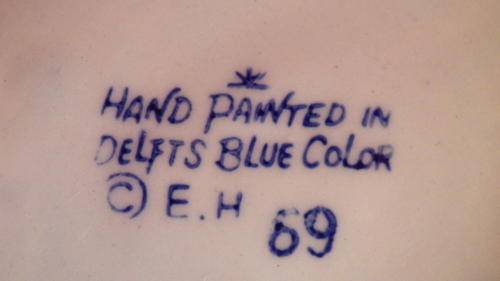 HAND PAINTED IN
DELFTS BLUE COLOR
© E.H 69